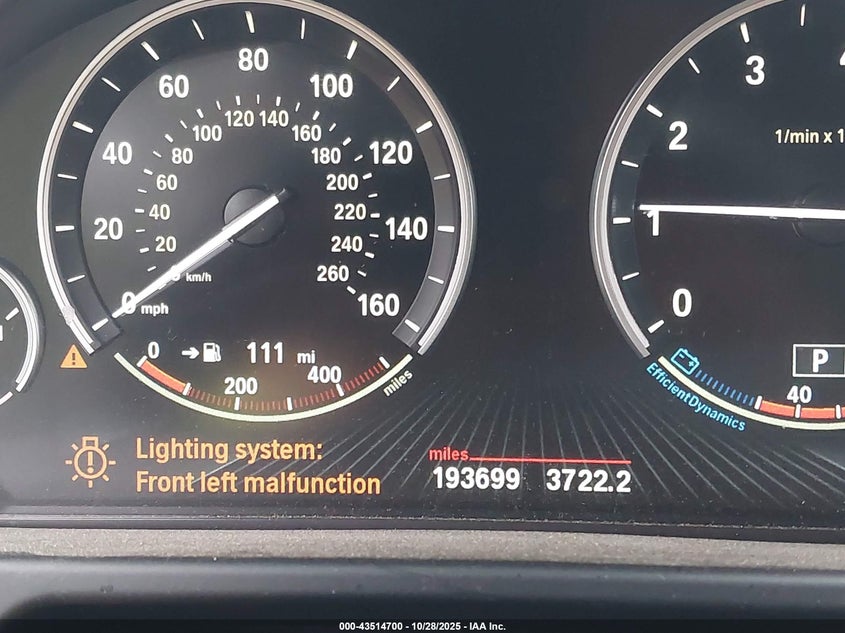 0 20 40 60 80 100 120 140 160
mph
20 40 60 80 100 120 140 160 180 200 220 240 260
km/h
0 1 2 3
1/min x 1
0 200 400
111 mi
miles
P
40
EfficientDynamics
Lighting system:
Front left malfunction
miles
193699 3722.2
000-43514700 - 10/28/2025 - IAA Inc.